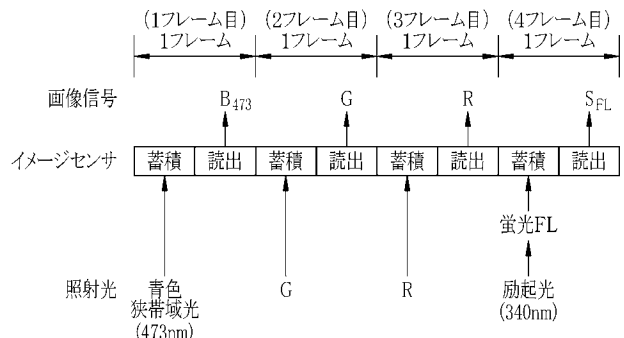 (1フレーム目) (2フレーム目) (3フレーム目) (4フレーム目)
1フレーム 1フレーム 1フレーム 1フレーム
画像信号 B473 G R SFL
イメージセンサ 蓄積 読出 蓄積 読出 蓄積 読出 蓄積 読出
蛍光FL
照射光 青色 G R 励起光
狭帯域光 (340nm)
(473nm)